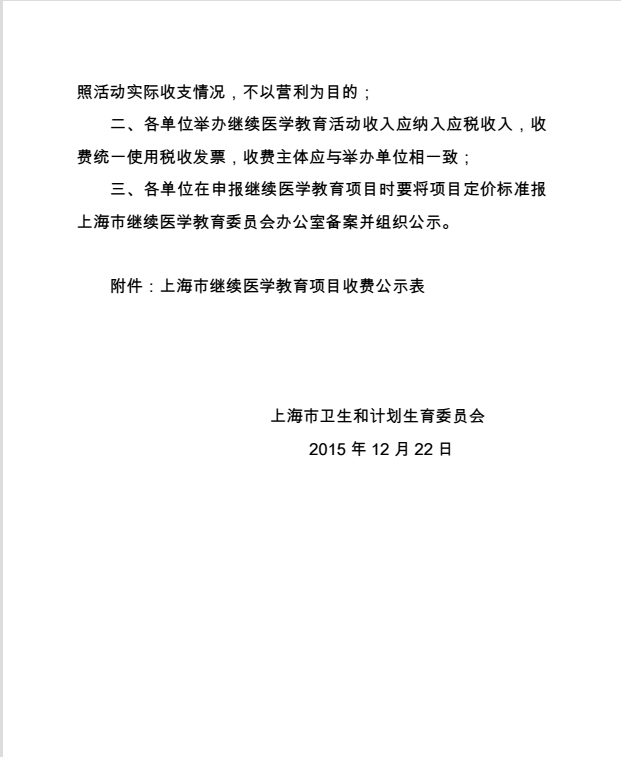 照活动实际收支情况，不以营利为目的；
二、各单位举办继续医学教育活动收入应纳入应税收入，收
费统一使用税收发票，收费主体应与举办单位相一致；
三、各单位在申报继续医学教育项目时要将项目定价标准报
上海市继续医学教育委员会办公室备案并组织公示。
附件：上海市继续医学教育项目收费公示表
上海市卫生和计划生育委员会
2015 年 12 月 22 日